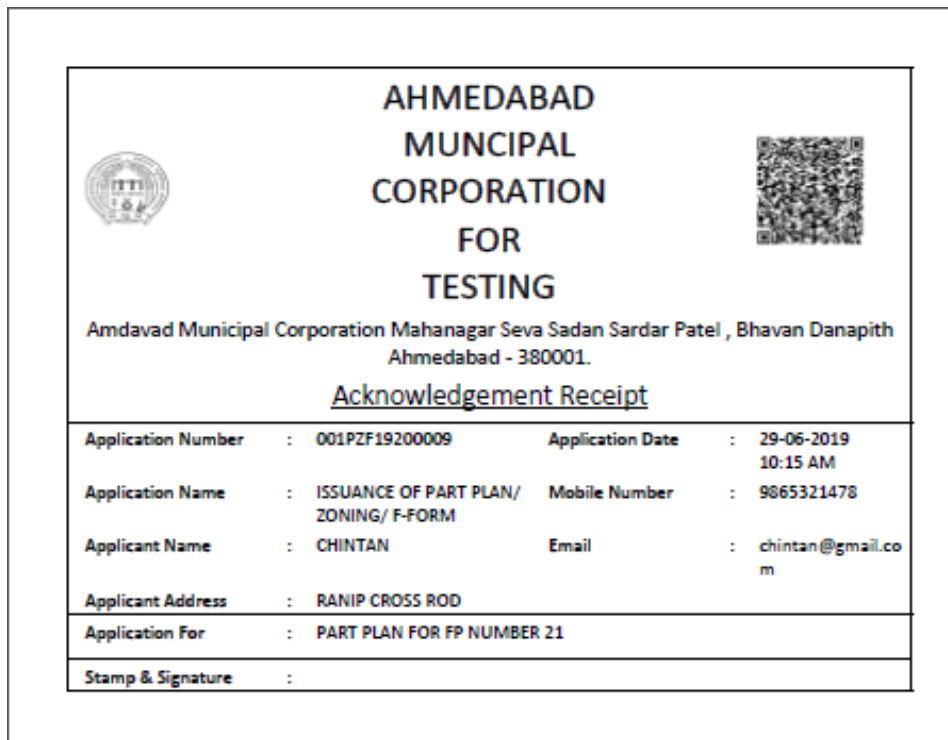 AHMEDABAD
MUNCIPAL
CORPORATION
FOR
TESTING
Amdavad Municipal Corporation Mahanagar Seva Sadan Sardar Patel , Bhavan Danapith
Ahmedabad - 380001.
Acknowledgement Receipt
Application Number : 001PZF19200009 Application Date : 29-06-2019
10:15 AM
Application Name : ISSUANCE OF PART PLAN/ Mobile Number : 9865321478
ZONING/ F-FORM
Applicant Name : CHINTAN Email : chintan@gmail.co
m
Applicant Address : RANIP CROSS ROD
Application For : PART PLAN FOR FP NUMBER 21
Stamp & Signature :